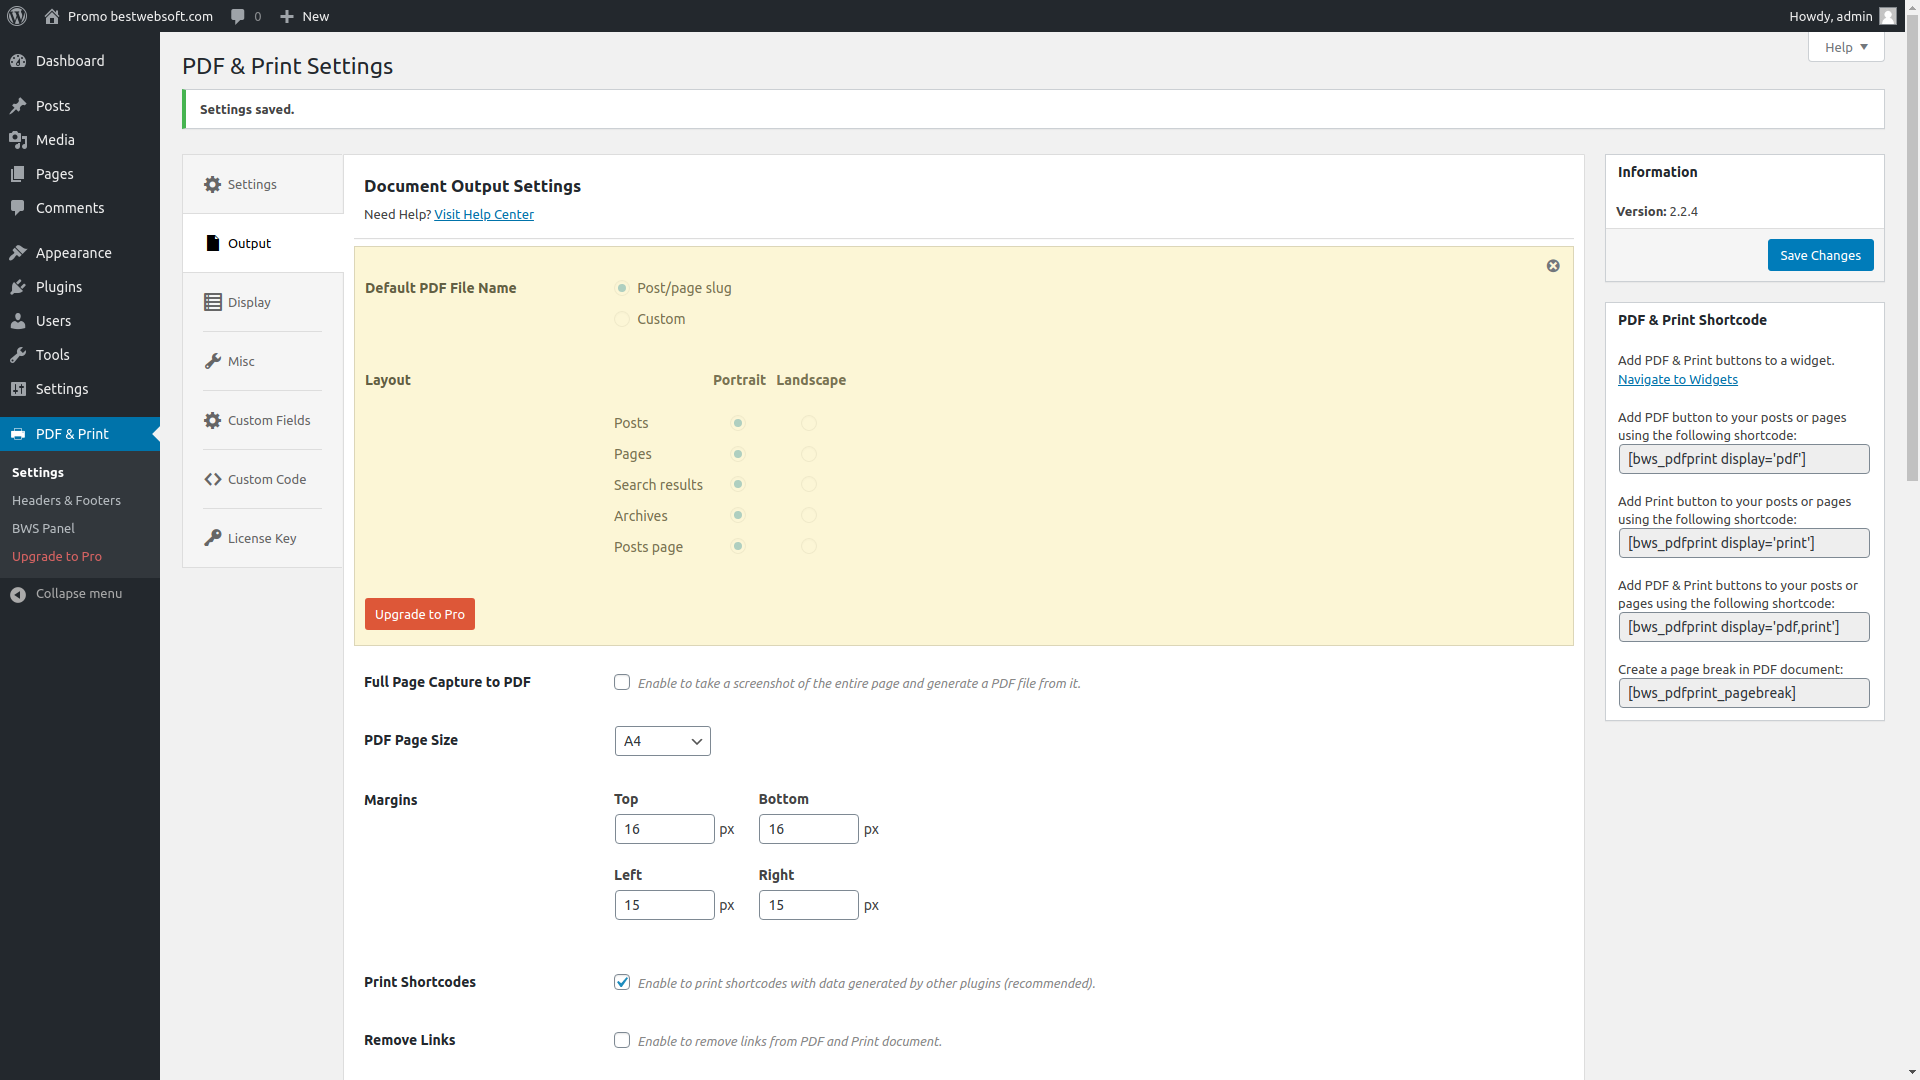 Promo bestwebsoft.com 0 New Howdy, admin
Help
Dashboard
Posts
Media
Pages
Comments
Appearance
Plugins
Users
Tools
Settings
PDF & Print
Settings
Headers & Footers
BWS Panel
Upgrade to Pro
Collapse menu
PDF & Print Settings
Settings saved.
Settings
Output
Display
Misc
Custom Fields
Custom Code
License Key
Document Output Settings
Need Help? Visit Help Center
Default PDF File Name
Post/page slug
Custom
Layout
Portrait Landscape
Posts
Pages
Search results
Archives
Posts page
Upgrade to Pro
Full Page Capture to PDF
Enable to take a screenshot of the entire page and generate a PDF file from it.
PDF Page Size
A4
Margins
Top Bottom
16 px 16 px
Left Right
15 px 15 px
Print Shortcodes
Enable to print shortcodes with data generated by other plugins (recommended).
Remove Links
Enable to remove links from PDF and Print document.
Information
Version: 2.2.4
Save Changes
PDF & Print Shortcode
Add PDF & Print buttons to a widget.
Navigate to Widgets
Add PDF button to your posts or pages
using the following shortcode:
[bws_pdfprint display='pdf']
Add Print button to your posts or pages
using the following shortcode:
[bws_pdfprint display='print']
Add PDF & Print buttons to your posts or
pages using the following shortcode:
[bws_pdfprint display='pdf,print']
Create a page break in PDF document:
[bws_pdfprint_pagebreak]